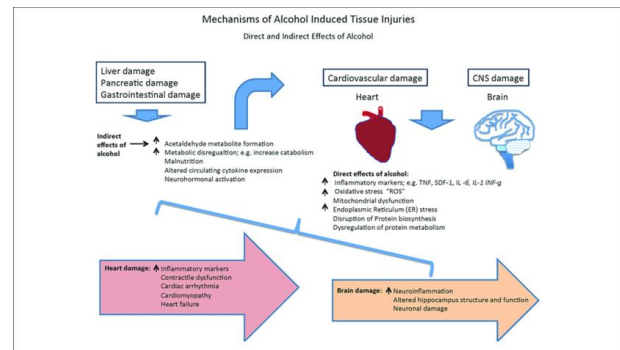 Mechanisms of Alcohol Induced Tissue Injuries
Direct and Indirect Effects of Alcohol
Liver damage
Pancreatic damage
Gastrointestinal damage
Cardiovascular damage
CNS damage
Heart
Brain
Indirect
effects of
alcohol
Acetaldehyde metabolite formation
Metabolic disregualtion; e.g. increase catabolism
Malnutrition
Altered circulating cytokine expression
Neurohormonal activation
Direct effects of alcohol:
Inflammatory markers; e.g. TNF, SDF-1, IL -6, IL-1 INF-g
Oxidative stress "ROS"
Mitochondrial dysfunction
Endoplasmic Reticulum (ER) stress
Disruption of Protein biosynthesis
Dysregulation of protein metabolism
Heart damage: Inflammatory markers
Contractile dysfunction
Cardiac arrhythmia
Cardiomyopathy
Heart failure
Brain damage: Neuroinflammation
Altered hippocampus structure and function
Neuronal damage